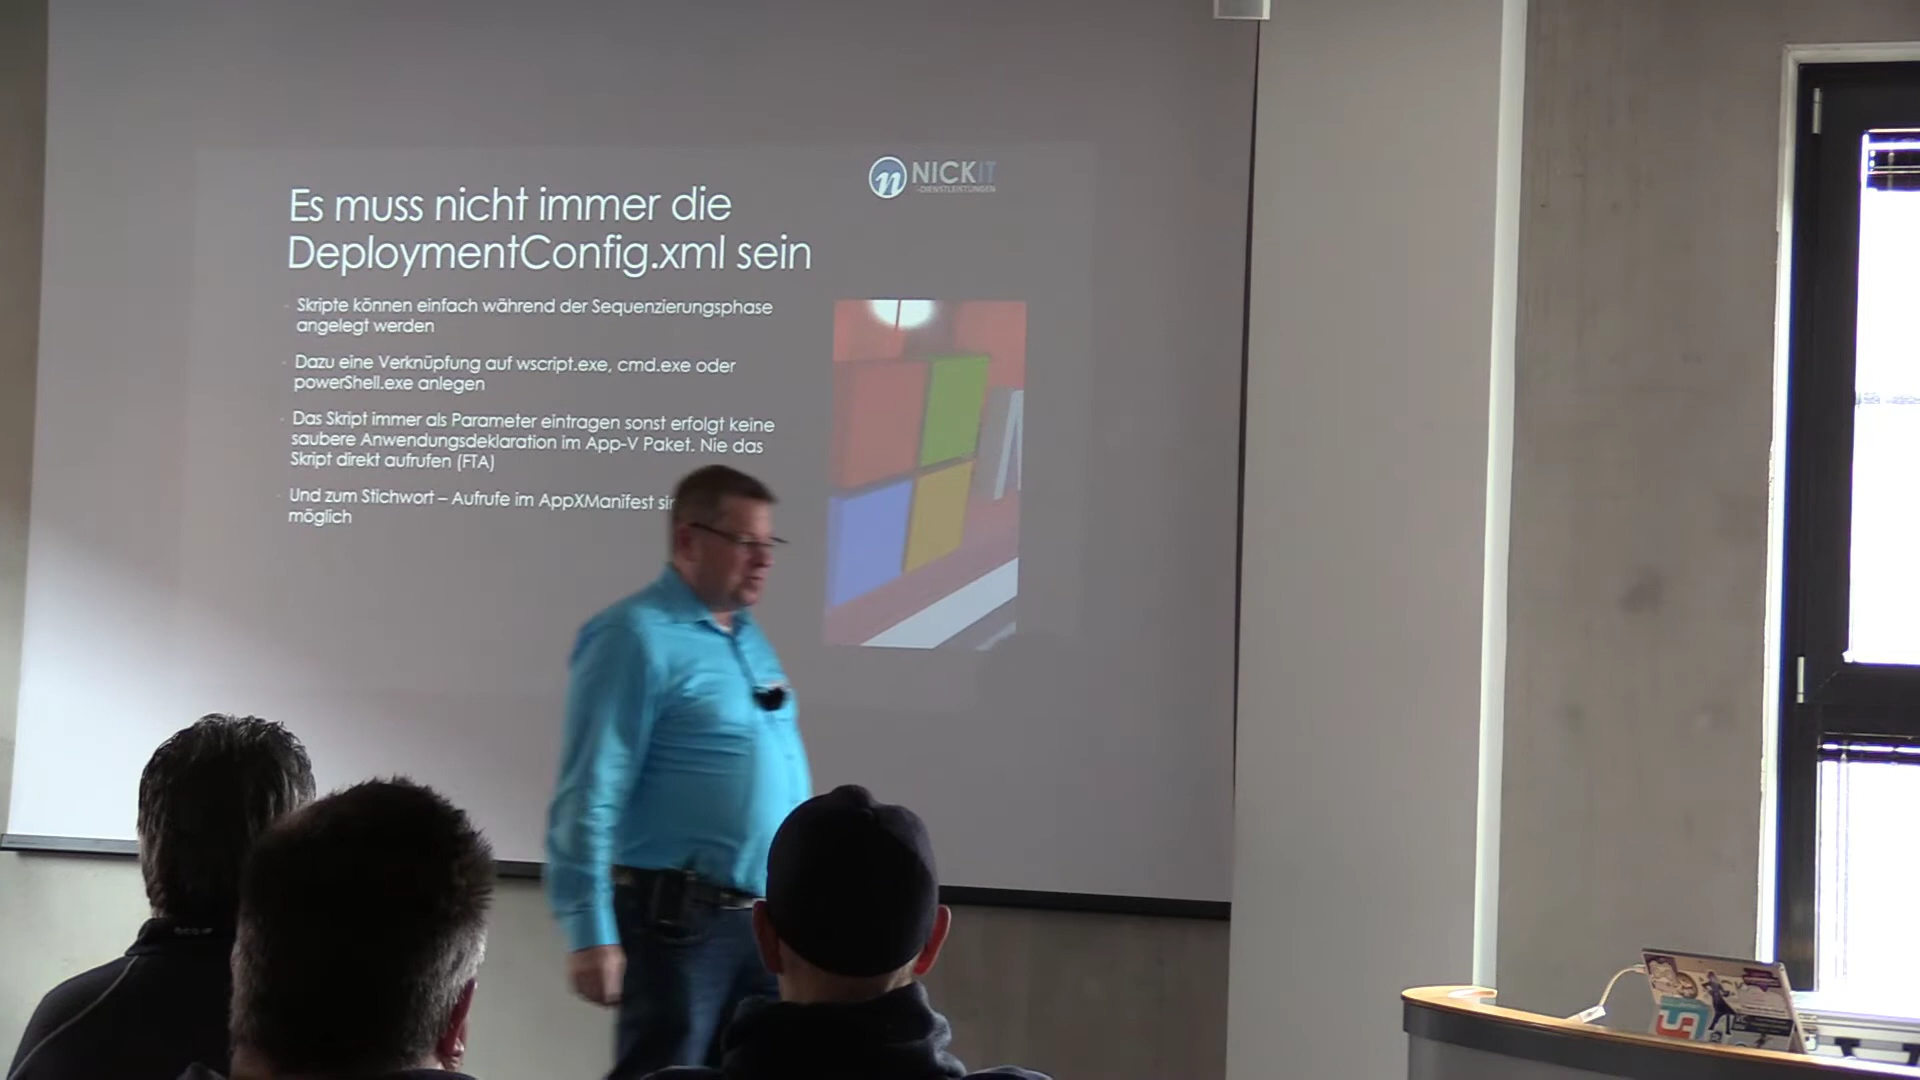 NICKIT
IT-DIENSTLEISTUNGEN
Es muss nicht immer die
DeploymentConfig.xml sein
Skripte können einfach während der Sequenzierungsphase
angelegt werden
Dazu eine Verknüpfung auf wscript.exe, cmd.exe oder
powerShell.exe anlegen
Das Skript immer als Parameter eintragen sonst erfolgt keine
saubere Anwendungsdeklaration im App-V Paket. Nie das
Skript direkt aufrufen (FTA)
Und zum Stichwort – Aufrufe im AppXManifest
möglich